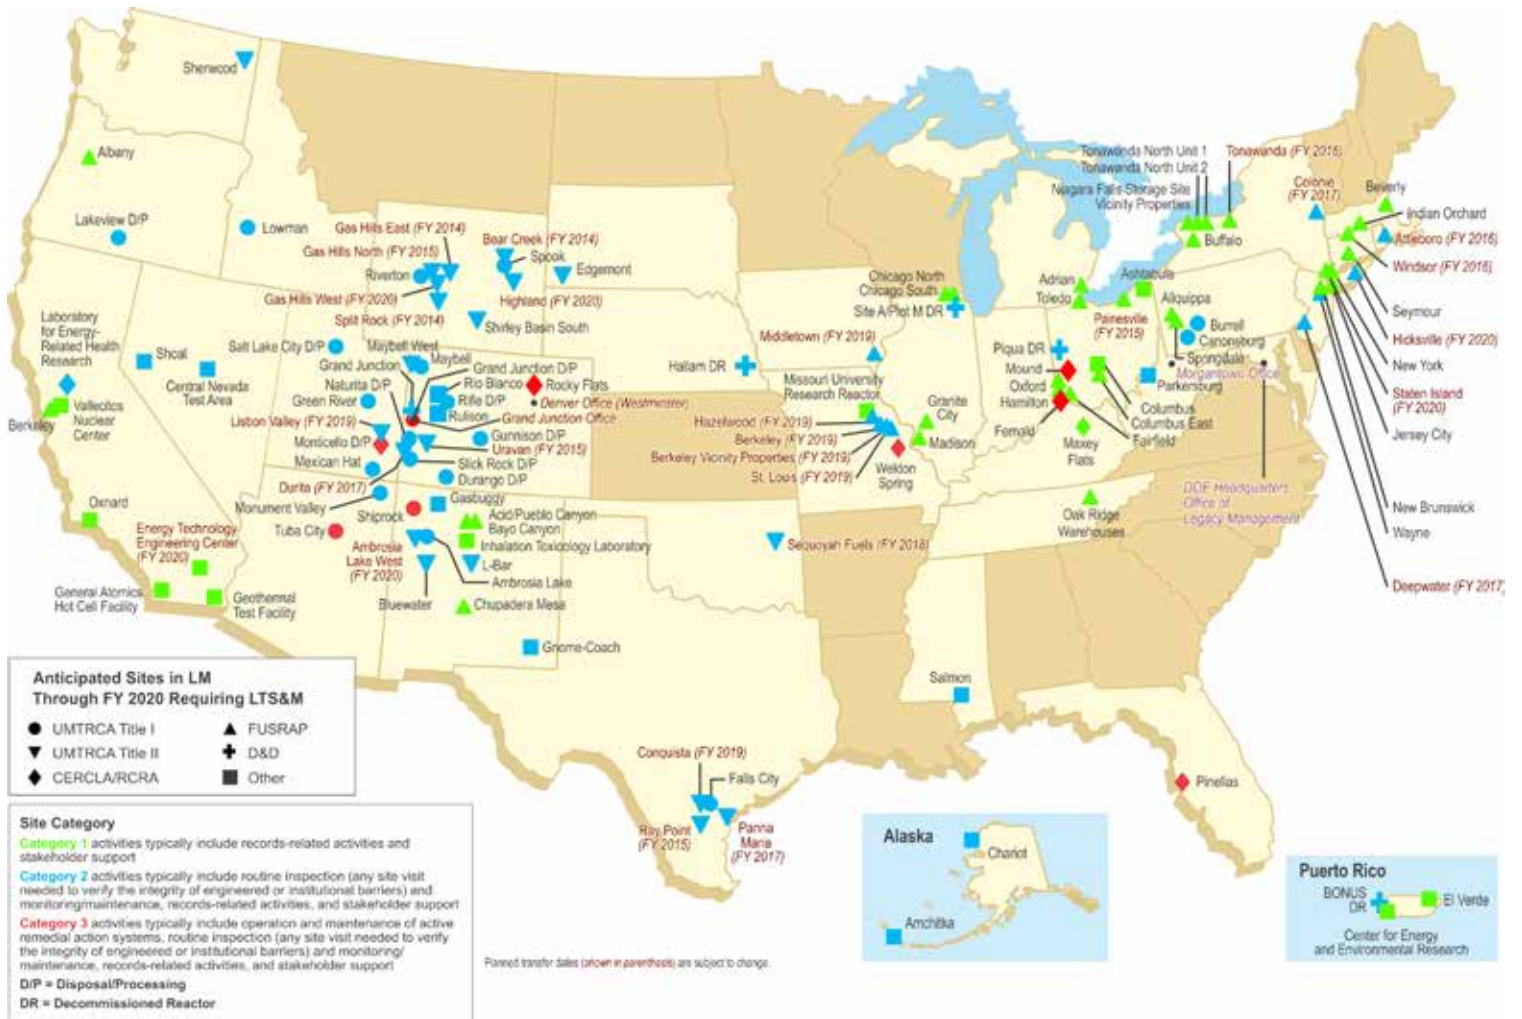 Sherwood
Albany
Lakeview D/P
Lowman
Laboratory
for Energy-
Related Health
Research
Berkeley
Vallecitos
Nuclear
Center
Shoal
Central Nevada
Test Area
Oxnard
Energy Technology
Engineering Center
(FY 2020)
General Atomics
Hot Cell Facility
Geothermal
Test Facility
Gas Hills East (FY 2014)
Gas Hills North (FY 2015)
Riverton
Gas Hills West (FY 2020)
Split Rock (FY 2014)
Bear Creek (FY 2014)
Spook
Edgemont
Highland (FY 2020)
Shirley Basin South
Salt Lake City D/P
Maybell West
Maybell
Grand Junction
Grand Junction D/P
Naturita D/P
Rio Blanco
Rocky Flats
Green River
Rifle D/P
Denver Office (Westminster)
Rulison
Lisbon Valley (FY 2019)
Grand Junction Office
Monticello D/P
Gunnison D/P
Uravan (FY 2015)
Mexican Hat
Slick Rock D/P
Durita (FY 2017)
Durango D/P
Monument Valley
Gasbuggy
Shiprock
Tuba City
Acid/Pueblo Canyon
Bayo Canyon
Ambrosia
Lake West
(FY 2020)
Inhalation Toxicology Laboratory
L-Bar
Ambrosia Lake
Bluewater
Chupadera Mesa
Gnome-Coach
Hallam DR
Sequoyah Fuels (FY 2018)
Conquista (FY 2019)
Falls City
Ray Point
(FY 2015)
Panna
Maria
(FY 2017)
Chicago North
Chicago South
Site A/Plot M DR
Middletown (FY 2019)
Missouri University
Research Reactor
Hazelwood (FY 2019)
Berkeley (FY 2019)
Berkeley Vicinity Properties (FY 2019)
St. Louis (FY 2019)
Granite
City
Madison
Weldon
Spring
Adrian
Toledo
Ashtabula
Painesville
(FY 2015)
Aliquippa
Burrell
Canonsburg
Springdale
Morgantown Office
Parkersburg
Piqua DR
Mound
Oxford
Hamilton
Fernald
Columbus
Columbus East
Fairfield
Maxey
Flats
Oak Ridge
Warehouses
DOE Headquarters
Office of
Legacy Management
Salmon
Pinellas
Tonawanda North Unit 1
Tonawanda North Unit 2
Niagara Falls Storage Site
Vicinity Properties
Tonawanda (FY 2016)
Buffalo
Colonie
(FY 2017)
Beverly
Indian Orchard
Attleboro (FY 2016)
Windsor (FY 2016)
Seymour
Hicksville (FY 2020)
New York
Staten Island
(FY 2020)
Jersey City
New Brunswick
Wayne
Deepwater (FY 2017)
Anticipated Sites in LM
Through FY 2020 Requiring LTS&M
UMTRCA Title I
FUSRAP
UMTRCA Title II
D&D
CERCLA/RCRA
Other
Site Category
Category 1 activities typically include records-related activities and
stakeholder support
Category 2 activities typically include routine inspection (any site visit
needed to verify the integrity of engineered or institutional barriers) and
monitoring/maintenance, records-related activities, and stakeholder support
Category 3 activities typically include operation and maintenance of active
remedial action systems, routine inspection (any site visit needed to verify
the integrity of engineered or institutional barriers) and monitoring/
maintenance, records-related activities, and stakeholder support
D/P = Disposal/Processing
DR = Decommissioned Reactor
Planned transfer dates (shown in parenthesis) are subject to change.
Alaska
Chariot
Amchitka
Puerto Rico
BONUS
DR
El Verde
Center for Energy
and Environmental Research